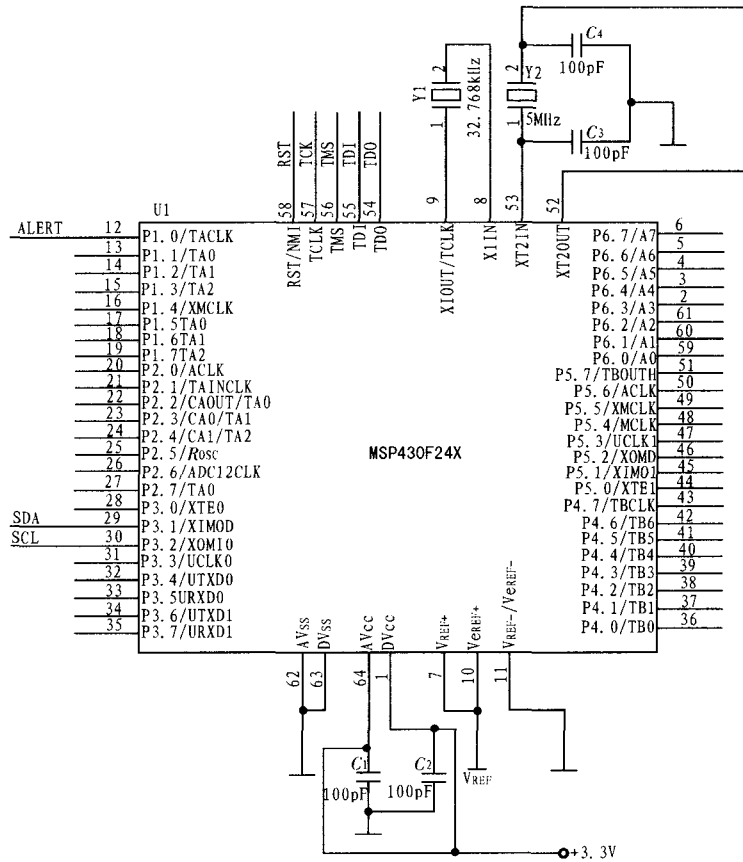 C4
100pF
2
Y2
1
5MHz
C3
100pF
2
Y1
1
32.768kHz
RST
TCK
TMS
TDI
TDO
58
57
56
55
54
9
8
53
52
U1
RST/NMI
TCLK
TMS
TDI
TDO
XIOUT/TCLK
X1IN
XT2IN
XT2OUT
ALERT
12 P1.0/TACLK
13 P1.1/TA0
14 P1.2/TA1
15 P1.3/TA2
16 P1.4/XMCLK
17 P1.5TA0
18 P1.6TA1
19 P1.7TA2
20 P2.0/ACLK
21 P2.1/TAINCLK
22 P2.2/CAOUT/TA0
23 P2.3/CA0/TA1
24 P2.4/CA1/TA2
25 P2.5/ROSC
26 P2.6/ADC12CLK
27 P2.7/TA0
28 P3.0/XTE0
SDA
29 P3.1/XIMOD
SCL
30 P3.2/XOMI0
31 P3.3/UCLK0
32 P3.4/UTXD0
33 P3.5URXD0
34 P3.6/UTXD1
35 P3.7/URXD1
MSP430F24X
P6.7/A7 6
P6.6/A6 5
P6.5/A5 4
P6.4/A4 3
P6.3/A3 2
P6.2/A2 61
P6.1/A1 60
P6.0/A0 59
P5.7/TBOUTH 51
P5.6/ACLK 50
P5.5/XMCLK 49
P5.4/MCLK 48
P5.3/UCLK1 47
P5.2/XOMD 46
P5.1/XIMO1 45
P5.0/XTE1 44
P4.7/TBCLK 43
P4.6/TB6 42
P4.5/TB5 41
P4.4/TB4 40
P4.3/TB3 39
P4.2/TB2 38
P4.1/TB1 37
P4.0/TB0 36
AVSS
DVSS
AVCC
DVCC
VREF+
VeREF+
VREF-/VeREF-
62
63
64
1
7
10
11
C1
100pF
C2
100pF
VREF
+3.3V